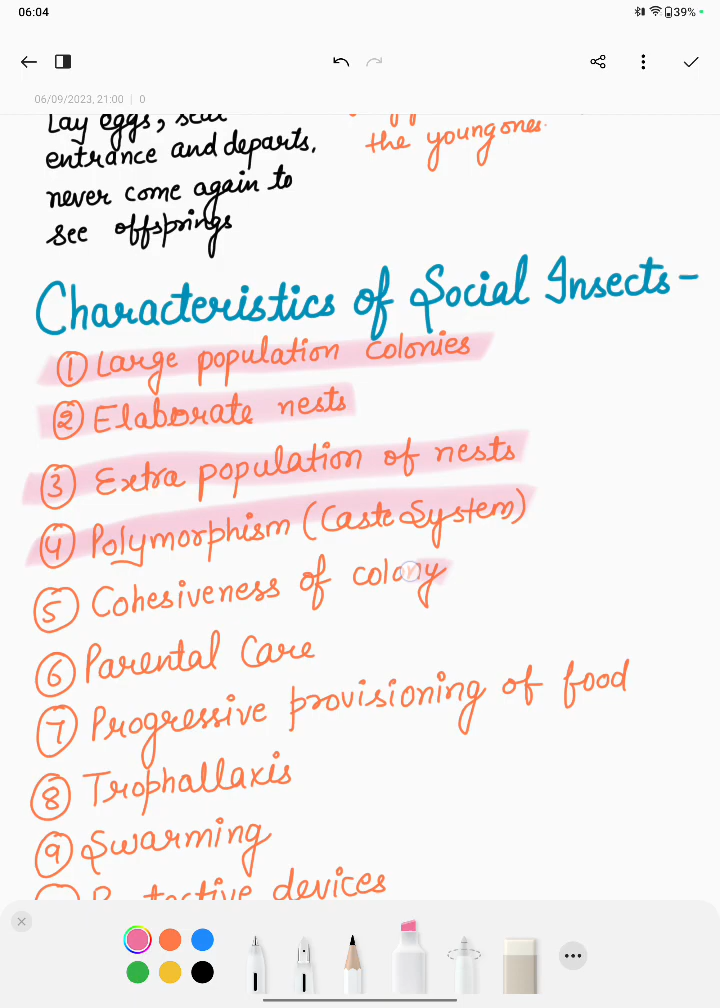 06:04
39%
06/09/2023, 21:00 | 0
Lay eggs, seal
entrance and departs,
never come again to
see offsprings
the young ones.
Characteristics of Social Insects -
1 Large population colonies
2 Elaborate nests
3 Extra population of nests
4 Polymorphism (Caste System)
5 Cohesiveness of colony
6 Parental Care
7 Progressive provisioning of food
8 Trophallaxis
9 Swarming
devices